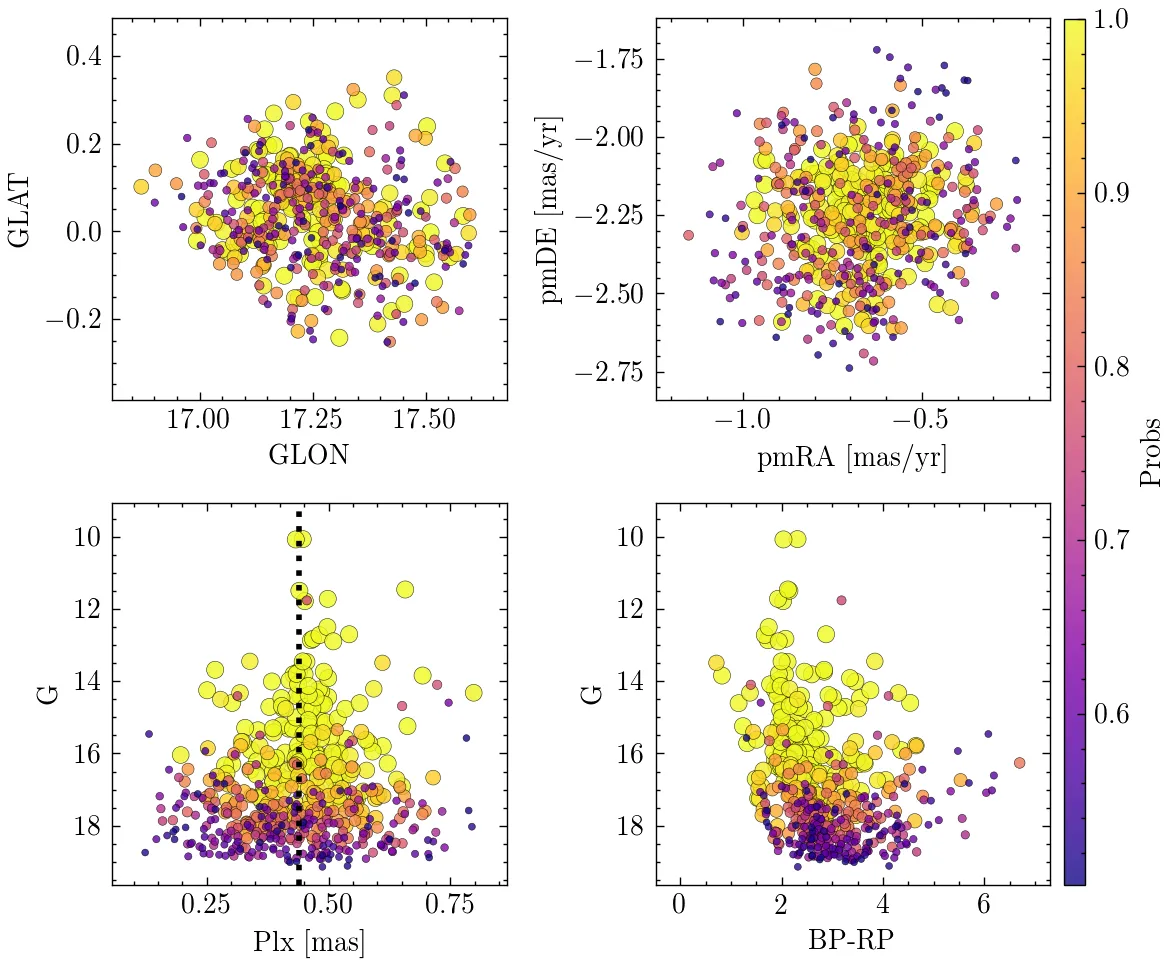 0.4
0.2
0.0
−0.2
GLAT
17.00 17.25 17.50
GLON
−1.75
−2.00
−2.25
−2.50
−2.75
pmDE [mas/yr]
−1.0 −0.5
pmRA [mas/yr]
1.0
0.9
0.8
0.7
0.6
Probs
10
12
14
16
18
G
0.25 0.50 0.75
Plx [mas]
10
12
14
16
18
G
0 2 4 6
BP-RP